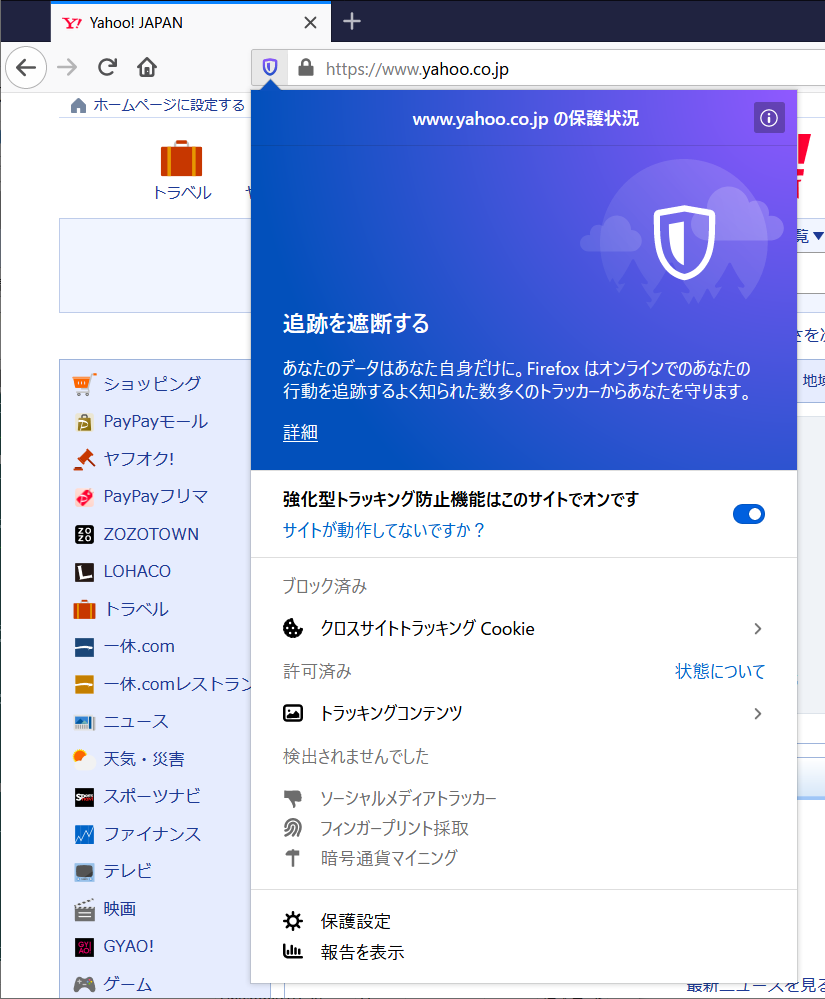 Yahoo! JAPAN
https://www.yahoo.co.jp
ホームページに設定する
www.yahoo.co.jp の保護状況
トラベル
覧
追跡を遮断する
あなたのデータはあなた自身だけに。Firefox はオンラインでのあなたの
行動を追跡するよく知られた数多くのトラッカーからあなたを守ります。
詳細
地域
強化型トラッキング防止機能はこのサイトでオンです
サイトが動作してないですか？
ブロック済み
クロスサイトトラッキング Cookie
許可済み
状態について
トラッキングコンテンツ
検出されませんでした
ソーシャルメディアトラッカー
フィンガープリント採取
暗号通貨マイニング
保護設定
報告を表示
ショッピング
PayPayモール
ヤフオク!
PayPayフリマ
ZOZOTOWN
LOHACO
トラベル
一休.com
一休.comレストラン
ニュース
天気・災害
スポーツナビ
ファイナンス
テレビ
映画
GYAO!
ゲーム
最新ニュースを見る